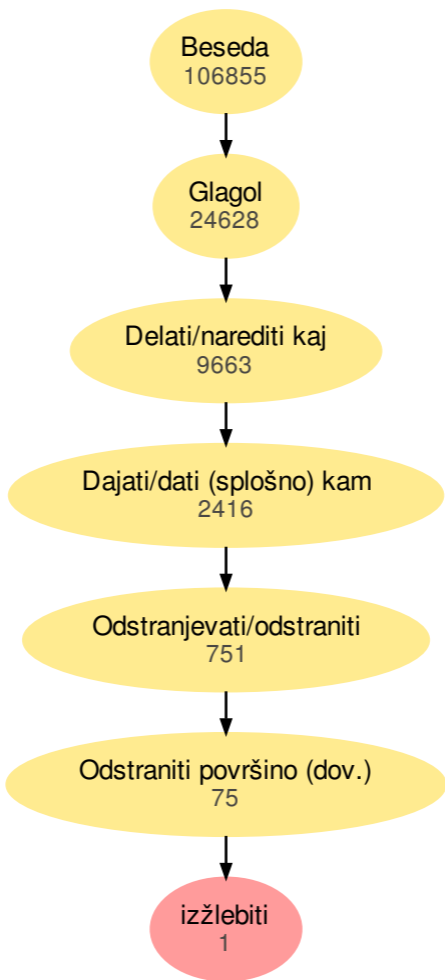 Beseda
106855
Glagol
24628
Delati/narediti kaj
9663
Dajati/dati (splošno) kam
2416
Odstranjevati/odstraniti
751
Odstraniti površino (dov.)
75
izžlebiti
1